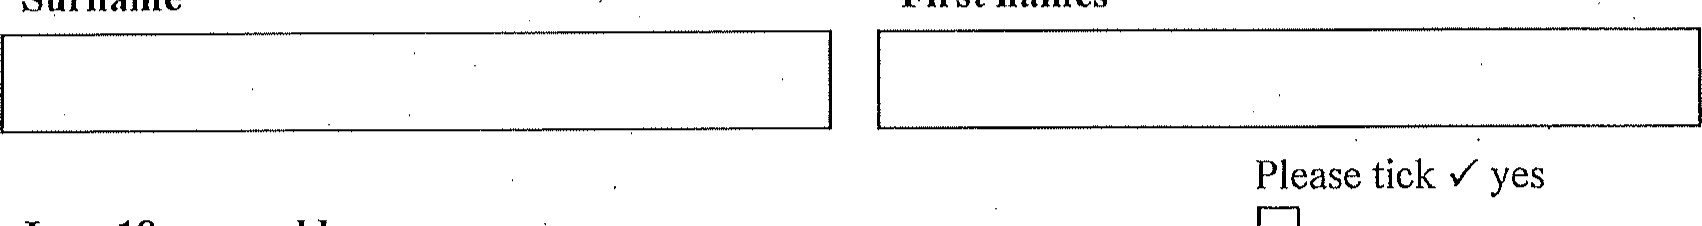 Surname First names
Please tick ✓ yes